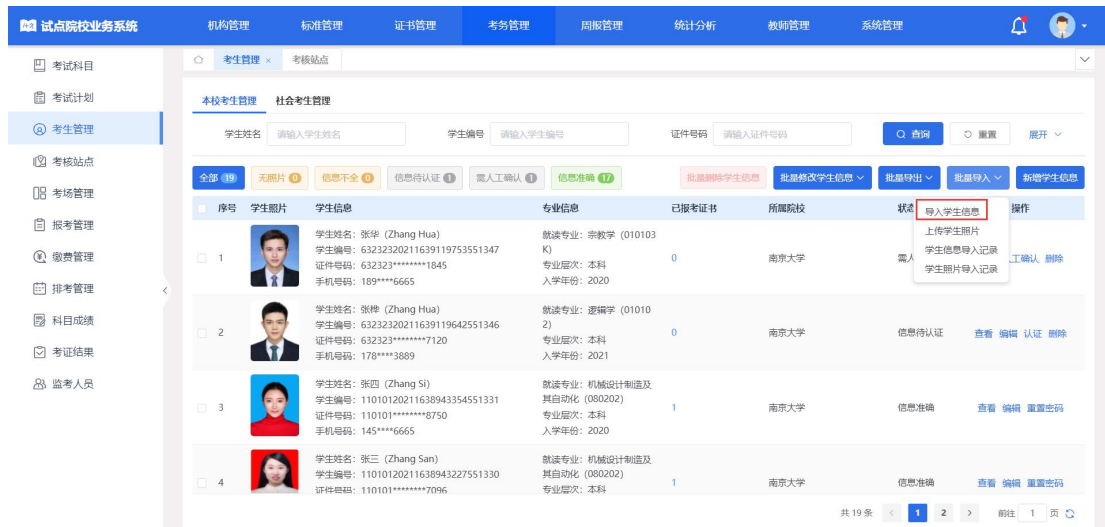 试点院校业务系统 机构管理 标准管理 证书管理 考务管理 周报管理 统计分析 教师管理 系统管理
考试科目
考试计划
考生管理
考核站点
考场管理
报考管理
缴费管理
排考管理
科目成绩
考证结果
监考人员
考生管理 × 考核站点
本校考生管理 社会考生管理
学生姓名 请输入学生姓名 学生编号 请输入学生编号 证件号码 请输入证件号码 查询 重置 展开
全部 19 无照片 0 信息不全 0 信息待认证 1 需人工确认 1 信息准确 17 批量删除学生信息 批量修改学生信息 批量导出 批量导入 新增学生信息
序号 学生照片 学生信息 专业信息 已报考证书 所属院校 状态 操作
导入学生信息
上传学生照片
学生信息导入记录
学生照片导入记录
1
学生姓名：张华 (Zhang Hua)
学生编号：63232320211639119753551347
证件号码：632323********1845
手机号码：189****6665
就读专业：宗教学 (010103
K)
专业层次：本科
入学年份：2020
0 南京大学 需人 工确认 删除
2
学生姓名：张桦 (Zhang Hua)
学生编号：63232320211639119642551346
证件号码：632323********7120
手机号码：178****3889
就读专业：逻辑学 (01010
2)
专业层次：本科
入学年份：2021
0 南京大学 信息待认证 查看 编辑 认证 删除
3
学生姓名：张四 (Zhang Si)
学生编号：11010120211638943354551331
证件号码：110101********8750
手机号码：145****6665
就读专业：机械设计制造及
其自动化 (080202)
专业层次：本科
入学年份：2020
1 南京大学 信息准确 查看 编辑 重置密码
4
学生姓名：张三 (Zhang San)
学生编号：11010120211638943227551330
证件号码：110101********7096
就读专业：机械设计制造及
其自动化 (080202)
专业层次：本科
1 南京大学 信息准确 查看 编辑 重置密码
共 19 条 < 1 2 > 前往 1 页